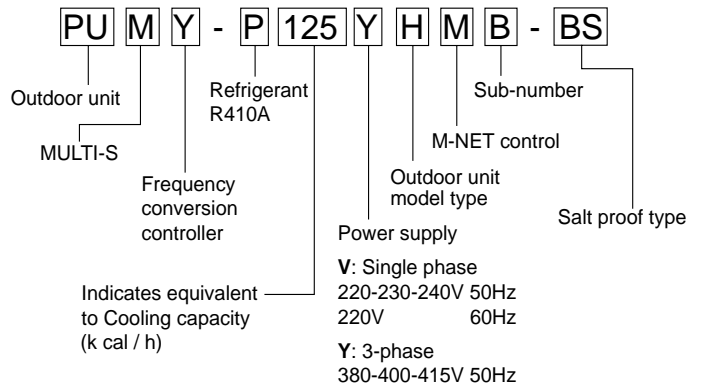 PU M Y - P 125 Y H M B - BS
Outdoor unit
MULTI-S
Frequency
conversion
controller
Refrigerant
R410A
Indicates equivalent
to Cooling capacity
(k cal / h)
Power supply
V: Single phase
220-230-240V 50Hz
220V 60Hz
Y: 3-phase
380-400-415V 50Hz
Outdoor unit
model type
M-NET control
Sub-number
Salt proof type